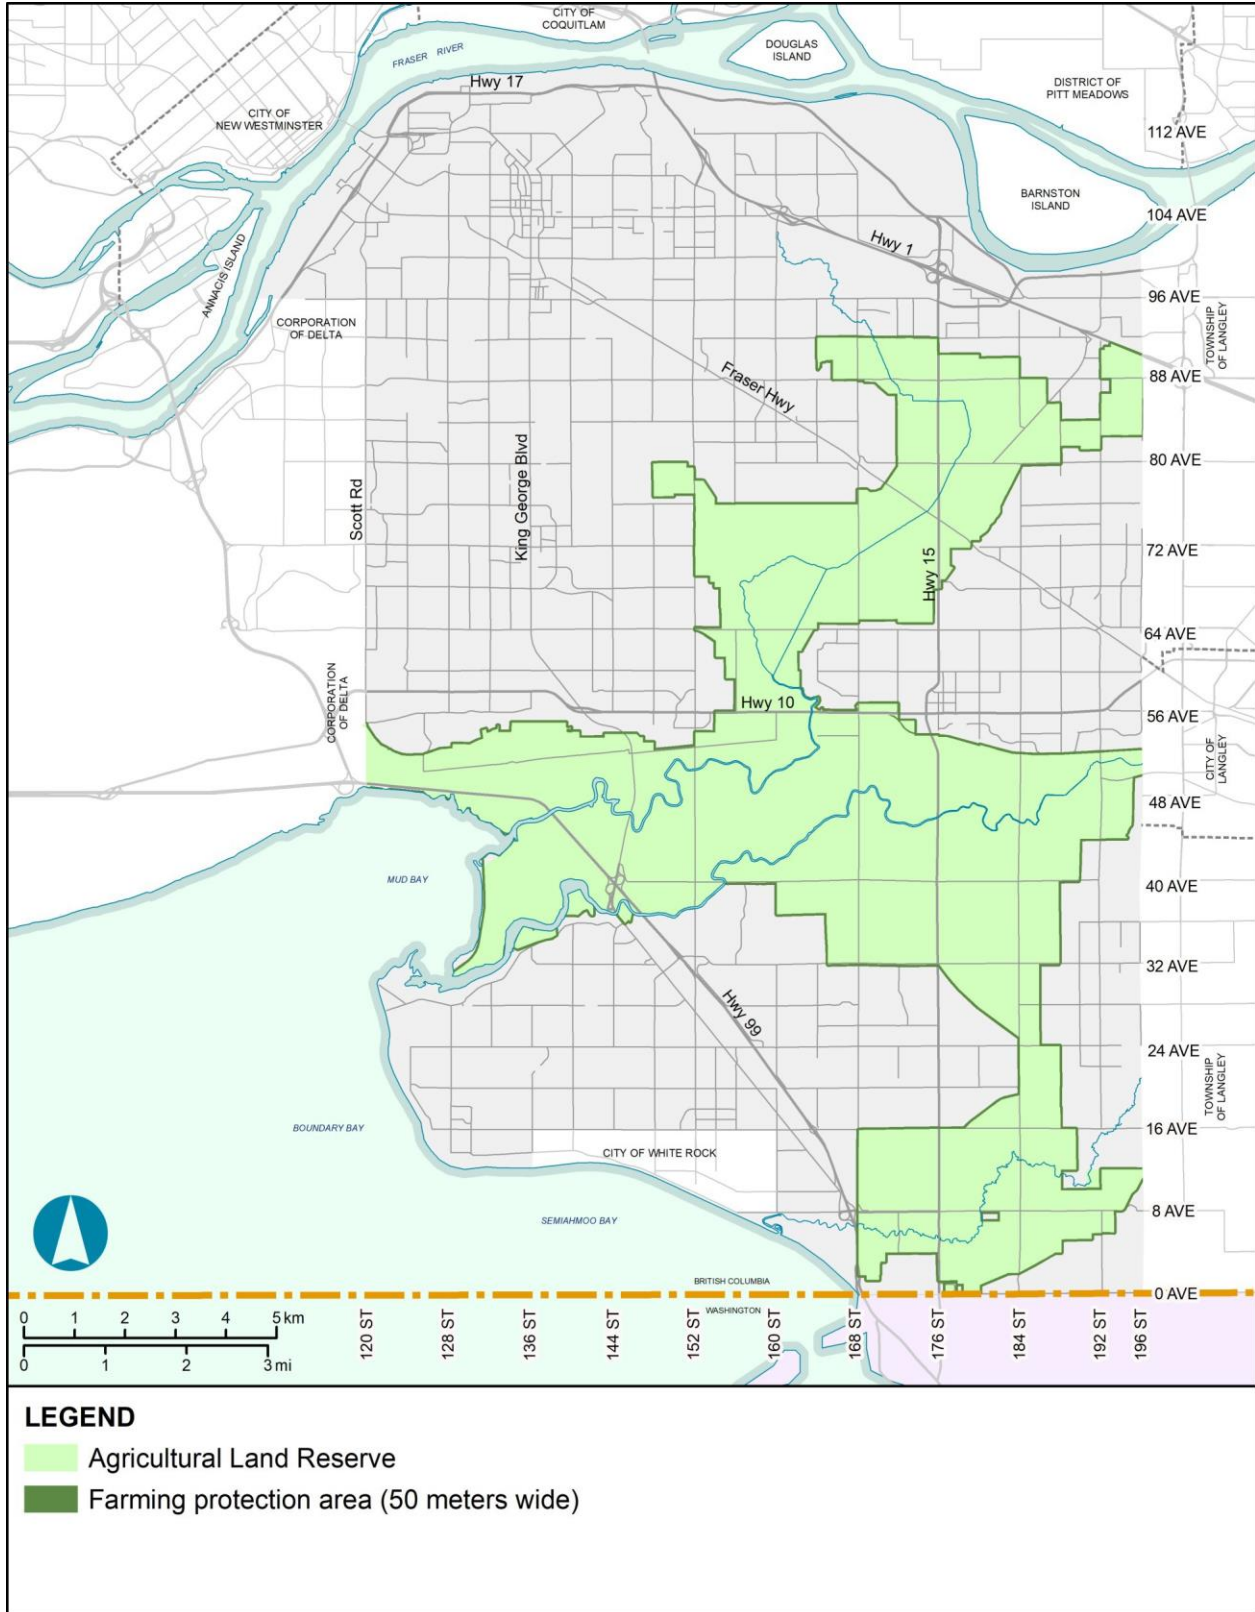 CITY OF
COQUITLAM
DOUGLAS
ISLAND
FRASER RIVER
Hwy 17
DISTRICT OF
PITT MEADOWS
CITY OF
NEW WESTMINSTER
112 AVE
BARNSTON
ISLAND
104 AVE
Hwy 1
ANNACIS ISLAND
96 AVE
CORPORATION
OF DELTA
TOWNSHIP
OF LANGLEY
88 AVE
Fraser Hwy
80 AVE
Scott Rd
King George Blvd
72 AVE
Hwy 15
64 AVE
CORPORATION
OF DELTA
Hwy 10
56 AVE
CITY OF
LANGLEY
48 AVE
MUD BAY
40 AVE
32 AVE
Hwy 99
24 AVE
TOWNSHIP
OF LANGLEY
BOUNDARY BAY
16 AVE
CITY OF WHITE ROCK
SEMIAHMOO BAY
8 AVE
BRITISH COLUMBIA
0 AVE
WASHINGTON
0 1 2 3 4 5 km
0 1 2 3 mi
120 ST
128 ST
136 ST
144 ST
152 ST
160 ST
168 ST
176 ST
184 ST
192 ST
196 ST
LEGEND
Agricultural Land Reserve
Farming protection area (50 meters wide)